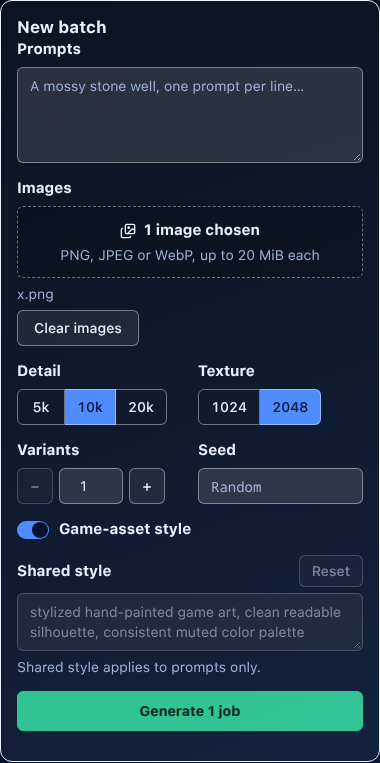 New batch
Prompts
A mossy stone well, one prompt per line…
Images
1 image chosen
PNG, JPEG or WebP, up to 20 MiB each
x.png
Clear images
Detail
Texture
5k 10k 20k
1024 2048
Variants
Seed
− 1 +
Random
Game-asset style
Shared style
Reset
stylized hand-painted game art, clean readable
silhouette, consistent muted color palette
Shared style applies to prompts only.
Generate 1 job